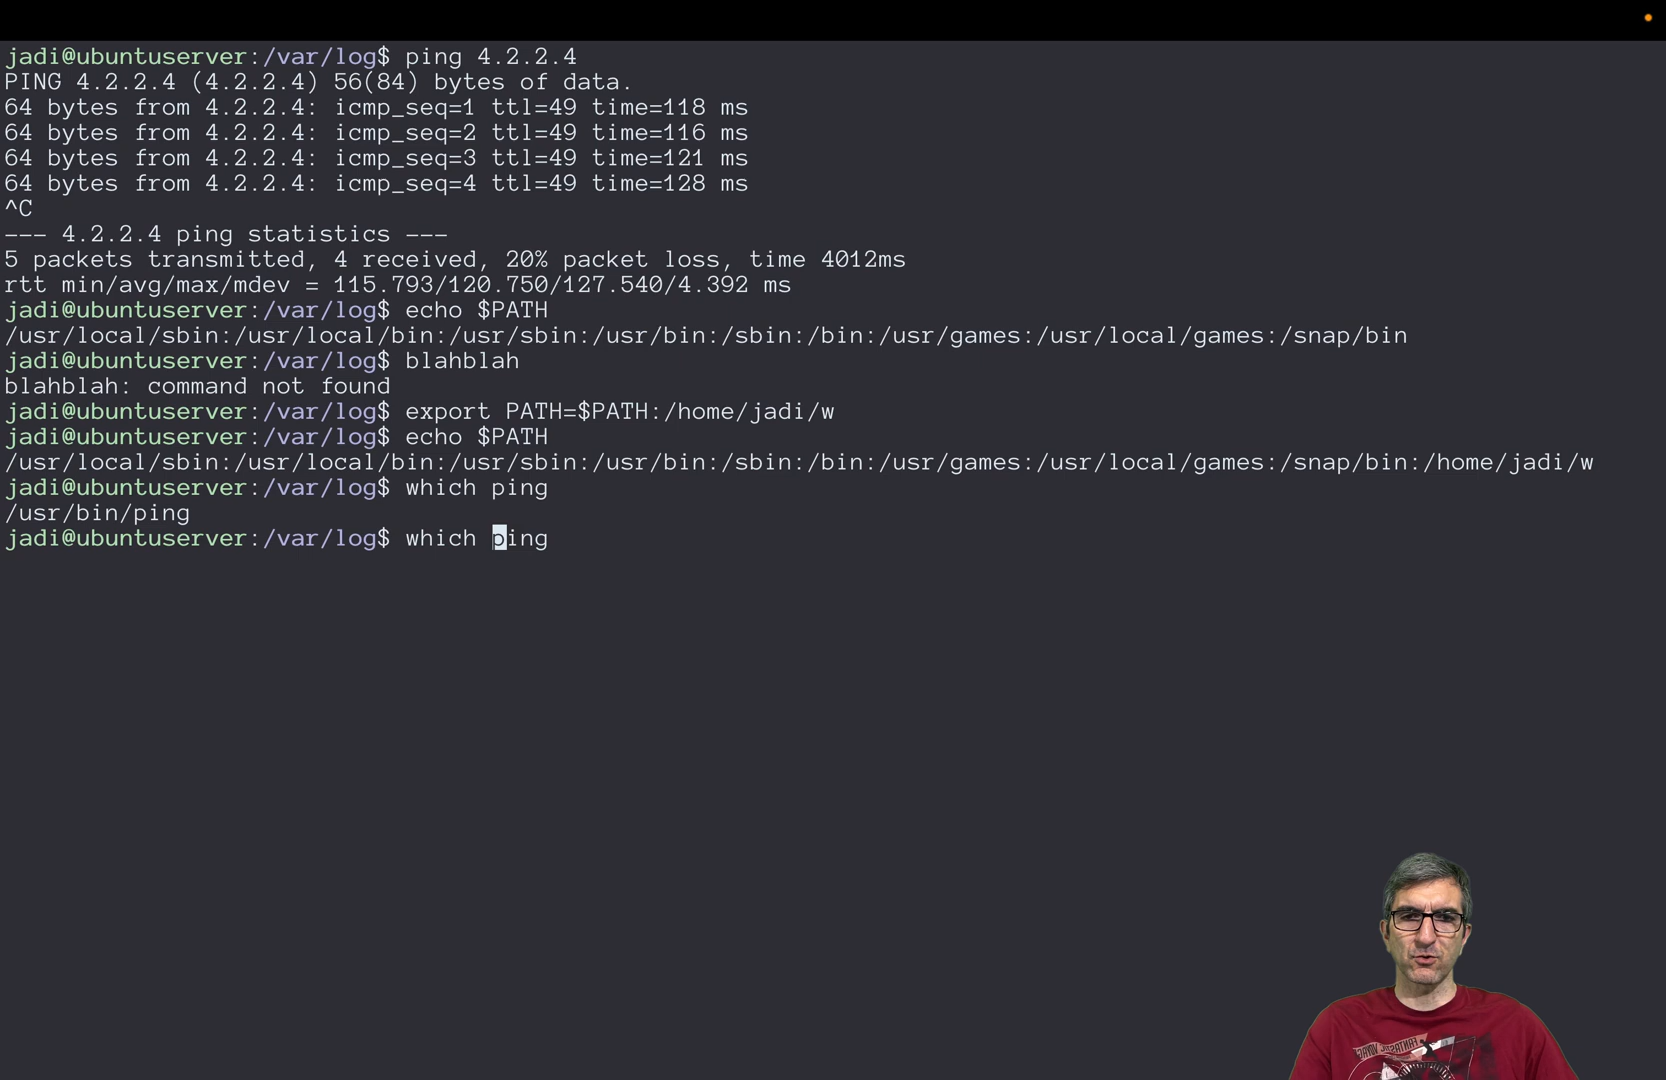 jadi@ubuntuserver:/var/log$ ping 4.2.2.4
PING 4.2.2.4 (4.2.2.4) 56(84) bytes of data.
64 bytes from 4.2.2.4: icmp_seq=1 ttl=49 time=118 ms
64 bytes from 4.2.2.4: icmp_seq=2 ttl=49 time=116 ms
64 bytes from 4.2.2.4: icmp_seq=3 ttl=49 time=121 ms
64 bytes from 4.2.2.4: icmp_seq=4 ttl=49 time=128 ms
^C
--- 4.2.2.4 ping statistics ---
5 packets transmitted, 4 received, 20% packet loss, time 4012ms
rtt min/avg/max/mdev = 115.793/120.750/127.540/4.392 ms
jadi@ubuntuserver:/var/log$ echo $PATH
/usr/local/sbin:/usr/local/bin:/usr/sbin:/usr/bin:/sbin:/bin:/usr/games:/usr/local/games:/snap/bin
jadi@ubuntuserver:/var/log$ blahblah
blahblah: command not found
jadi@ubuntuserver:/var/log$ export PATH=$PATH:/home/jadi/w
jadi@ubuntuserver:/var/log$ echo $PATH
/usr/local/sbin:/usr/local/bin:/usr/sbin:/usr/bin:/sbin:/bin:/usr/games:/usr/local/games:/snap/bin:/home/jadi/w
jadi@ubuntuserver:/var/log$ which ping
/usr/bin/ping
jadi@ubuntuserver:/var/log$ which ping